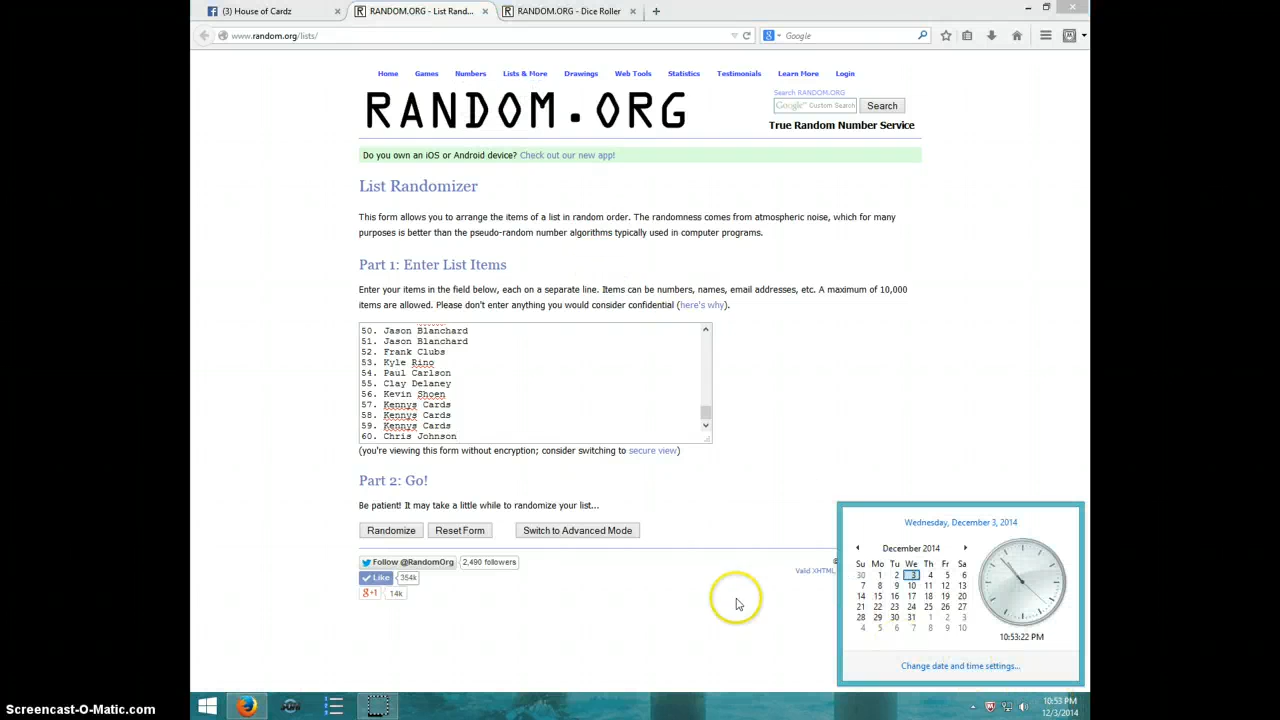 (3) House of Cardz
RANDOM.ORG - List Rand...
RANDOM.ORG - Dice Roller
www.random.org/lists/
Google
Home Games Numbers Lists & More Drawings Web Tools Statistics Testimonials Learn More Login
RANDOM.ORG
Search RANDOM.ORG
Google™ Custom Search Search
True Random Number Service
Do you own an iOS or Android device? Check out our new app!
List Randomizer
This form allows you to arrange the items of a list in random order. The randomness comes from atmospheric noise, which for many
purposes is better than the pseudo-random number algorithms typically used in computer programs.
Part 1: Enter List Items
Enter your items in the field below, each on a separate line. Items can be numbers, names, email addresses, etc. A maximum of 10,000
items are allowed. Please don't enter anything you would consider confidential (here's why).
50. Jason Blanchard
51. Jason Blanchard
52. Frank Clubs
53. Kyle Rino
54. Paul Carlson
55. Clay Delaney
56. Kevin Shoen
57. Kennys Cards
58. Kennys Cards
59. Kennys Cards
60. Chris Johnson
(you're viewing this form without encryption; consider switching to secure view)
Part 2: Go!
Be patient! It may take a little while to randomize your list...
Randomize Reset Form Switch to Advanced Mode
Follow @RandomOrg 2,490 followers
Like 354k
g+1 14k
Valid XHTML
Wednesday, December 3, 2014
December 2014
Su Mo Tu We Th Fr Sa
30 1 2 3 4 5 6
7 8 9 10 11 12 13
14 15 16 17 18 19 20
21 22 23 24 25 26 27
28 29 30 31 1 2 3
4 5 6 7 8 9 10
10:53:22 PM
Change date and time settings...
10:53 PM
12/3/2014
Screencast-O-Matic.com